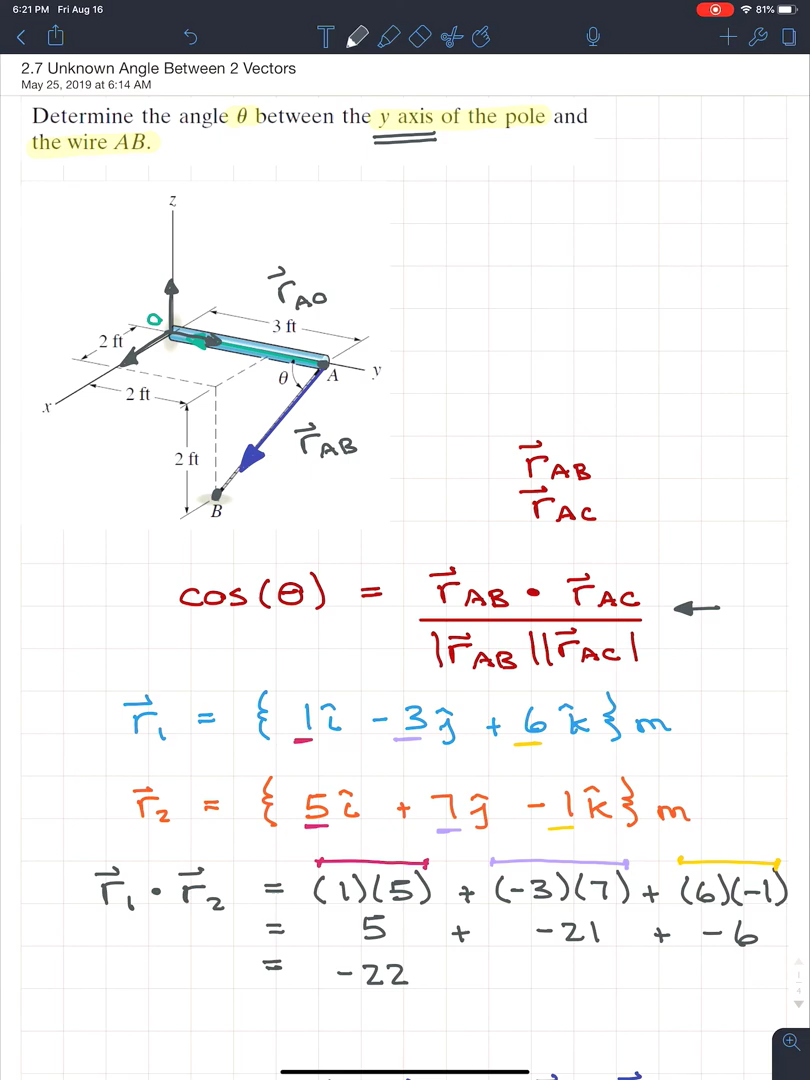 6:21 PM Fri Aug 16
81%
T
2.7 Unknown Angle Between 2 Vectors
May 25, 2019 at 6:14 AM
Determine the angle θ between the y axis of the pole and
the wire AB.
z
r⃗AO
O
3 ft
2 ft
θ
A
y
x
2 ft
r⃗AB
2 ft
B
r⃗AB
r⃗AC
cos(θ) = r⃗AB • r⃗AC
|r⃗AB||r⃗AC|
r⃗₁ = { 1î - 3ĵ + 6k̂ } m
r⃗₂ = { 5î + 7ĵ - 1k̂ } m
r⃗₁ • r⃗₂ = (1)(5) + (-3)(7) + (6)(-1)
= 5 + -21 + -6
= -22
1
4